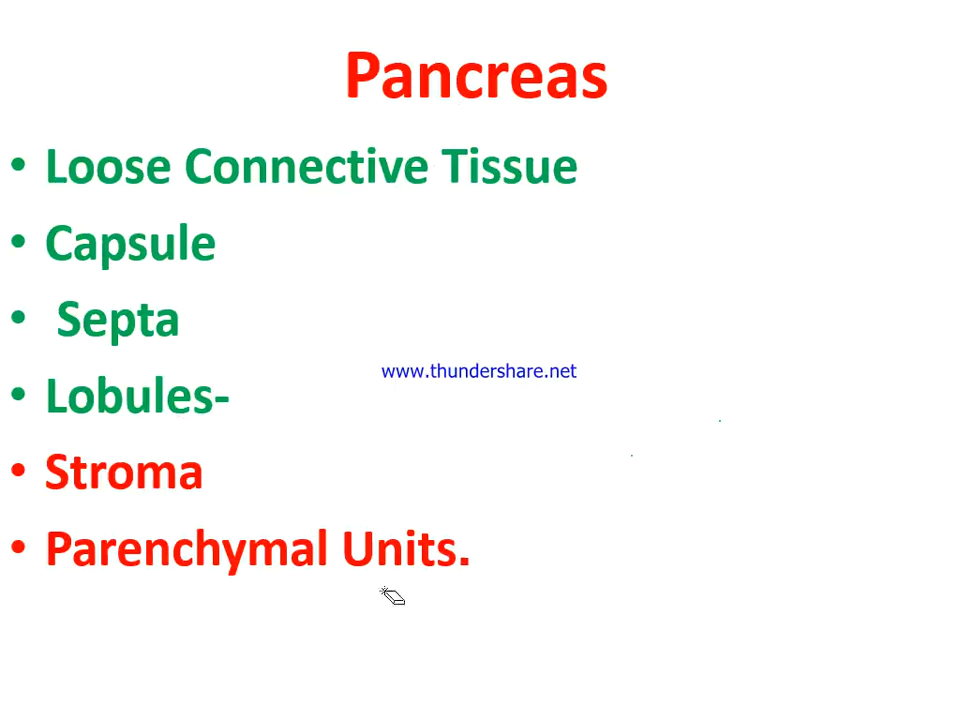 Pancreas
• Loose Connective Tissue
• Capsule
• Septa
• Lobules-
www.thundershare.net
• Stroma
• Parenchymal Units.